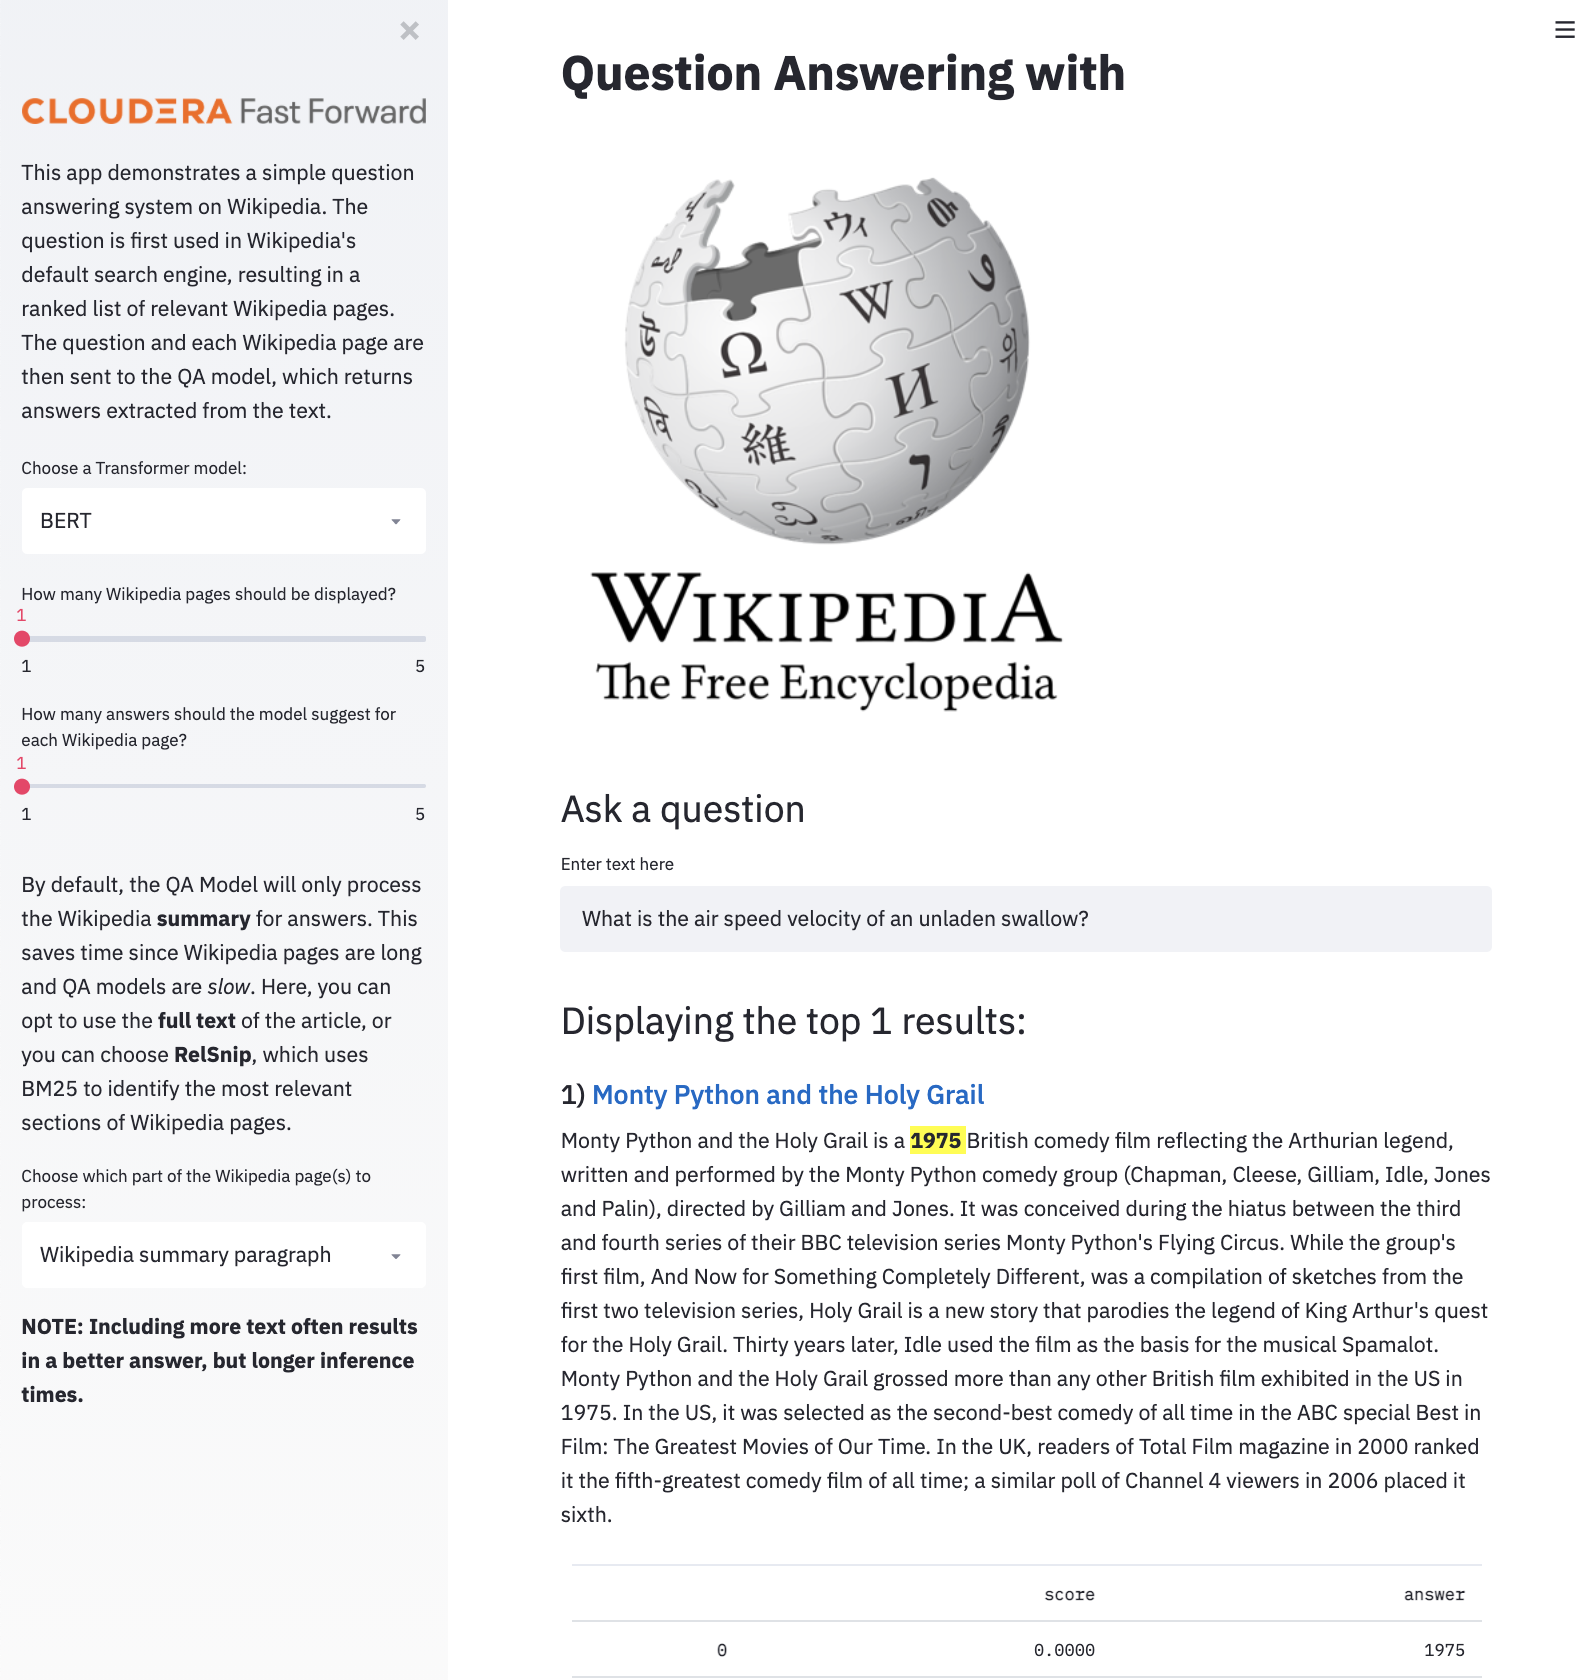 CLOUDERA Fast Forward
This app demonstrates a simple question
answering system on Wikipedia. The
question is first used in Wikipedia's
default search engine, resulting in a
ranked list of relevant Wikipedia pages.
The question and each Wikipedia page are
then sent to the QA model, which returns
answers extracted from the text.
Choose a Transformer model:
BERT
How many Wikipedia pages should be displayed?
1
1 5
How many answers should the model suggest for
each Wikipedia page?
1
1 5
By default, the QA Model will only process
the Wikipedia summary for answers. This
saves time since Wikipedia pages are long
and QA models are slow. Here, you can
opt to use the full text of the article, or
you can choose RelSnip, which uses
BM25 to identify the most relevant
sections of Wikipedia pages.
Choose which part of the Wikipedia page(s) to
process:
Wikipedia summary paragraph
NOTE: Including more text often results
in a better answer, but longer inference
times.
Question Answering with
ウィ
W
Ω
И
維
WIKIPEDIA
The Free Encyclopedia
Ask a question
Enter text here
What is the air speed velocity of an unladen swallow?
Displaying the top 1 results:
1) Monty Python and the Holy Grail
Monty Python and the Holy Grail is a 1975 British comedy film reflecting the Arthurian legend,
written and performed by the Monty Python comedy group (Chapman, Cleese, Gilliam, Idle, Jones
and Palin), directed by Gilliam and Jones. It was conceived during the hiatus between the third
and fourth series of their BBC television series Monty Python's Flying Circus. While the group's
first film, And Now for Something Completely Different, was a compilation of sketches from the
first two television series, Holy Grail is a new story that parodies the legend of King Arthur's quest
for the Holy Grail. Thirty years later, Idle used the film as the basis for the musical Spamalot.
Monty Python and the Holy Grail grossed more than any other British film exhibited in the US in
1975. In the US, it was selected as the second-best comedy of all time in the ABC special Best in
Film: The Greatest Movies of Our Time. In the UK, readers of Total Film magazine in 2000 ranked
it the fifth-greatest comedy film of all time; a similar poll of Channel 4 viewers in 2006 placed it
sixth.
score answer
0 0.0000 1975